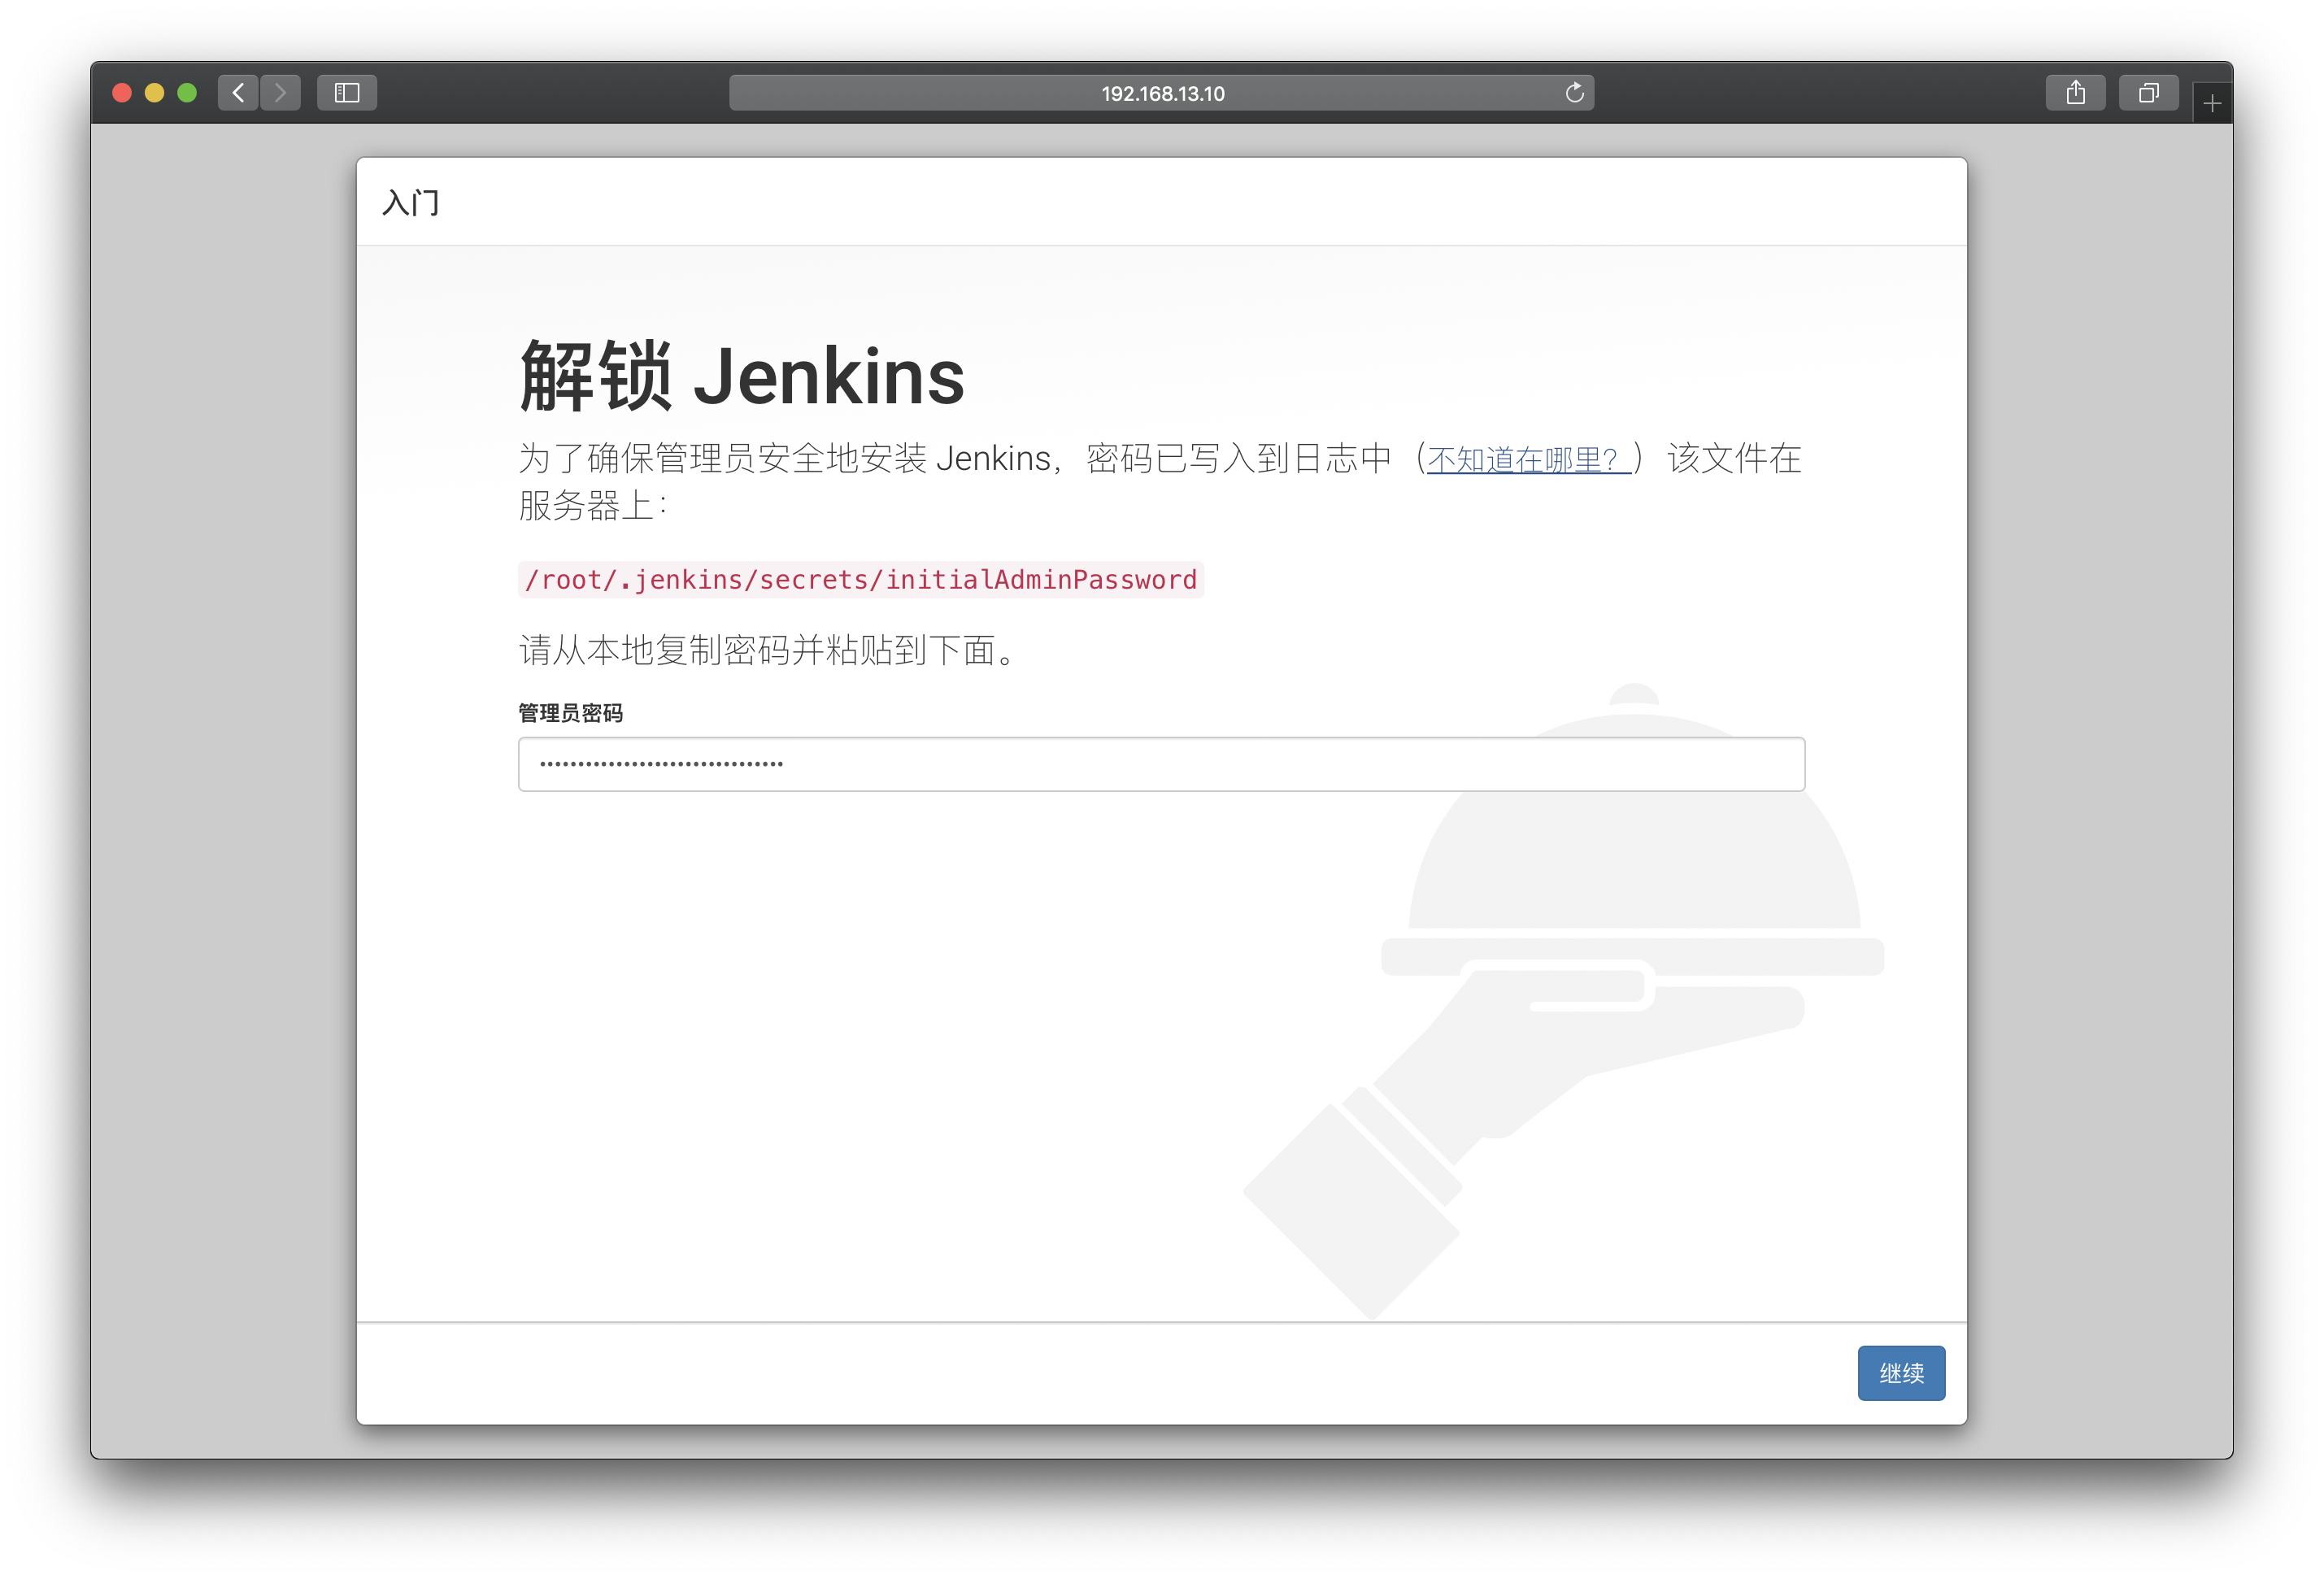 192.168.13.10
入门
解锁 Jenkins
为了确保管理员安全地安装 Jenkins，密码已写入到日志中（不知道在哪里？）该文件在
服务器上：
/root/.jenkins/secrets/initialAdminPassword
请从本地复制密码并粘贴到下面。
管理员密码
继续